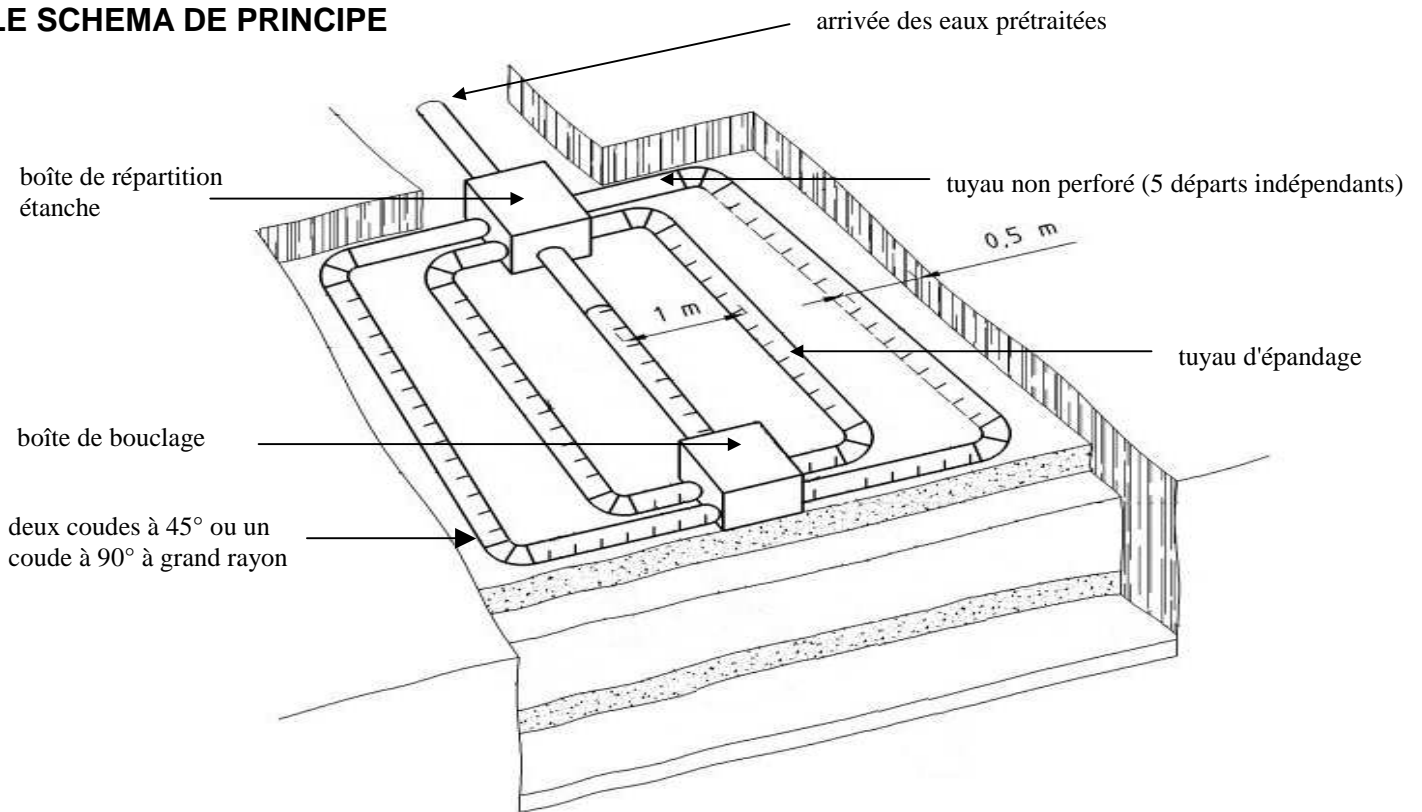 LE SCHEMA DE PRINCIPE
arrivée des eaux prétraitées
boîte de répartition
étanche
tuyau non perforé (5 départs indépendants)
0,5 m
1 m
tuyau d'épandage
boîte de bouclage
deux coudes à 45° ou un
coude à 90° à grand rayon